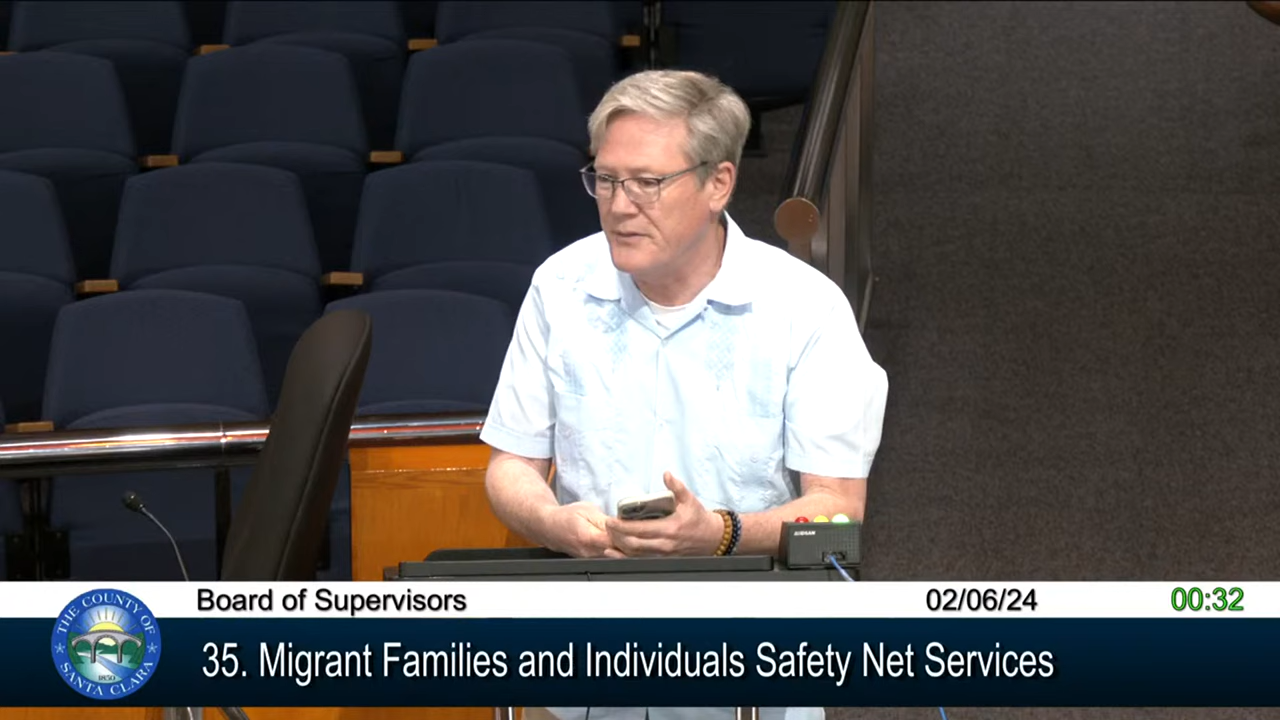 Board of Supervisors
02/06/24
00:32
THE COUNTY OF
SANTA CLARA
1850
35. Migrant Families and Individuals Safety Net Services